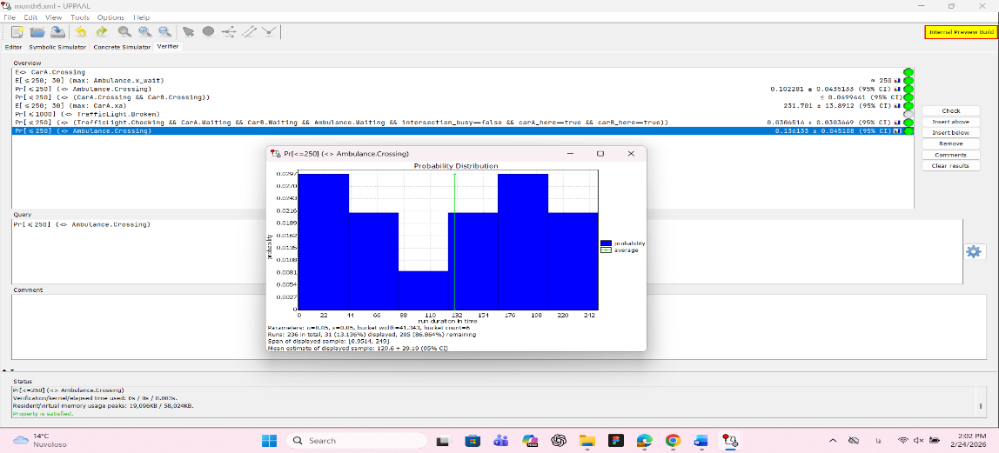 month6.xml - UPPAAL
File Edit View Tools Options Help
Internal Preview Build
Editor Symbolic Simulator Concrete Simulator Verifier
Overview
E<> CarA.Crossing
E[≤250; 30] (max: Ambulance.x_wait) ≈ 250
Pr[≤250] (<> Ambulance.Crossing) 0.102281 ± 0.0435133 (95% CI)
Pr[≤250] (<> (CarA.Crossing && CarB.Crossing)) ≤ 0.0499461 (95% CI)
E[≤250; 30] (max: CarA.xa) 231.701 ± 13.8912 (95% CI)
Pr[≤1000] (<> TrafficLight.Broken)
Pr[≤250] (<> (TrafficLight.Checking && CarA.Waiting && CarB.Waiting && Ambulance.Waiting && intersection_busy==false && carA_here==true && carB_here==true)) 0.0306514 ± 0.0303669 (95% CI)
Pr[≤250] (<> Ambulance.Crossing) 0.136133 ± 0.045108 (95% CI)
Check
Insert above
Insert below
Remove
Comments
Clear results
Pr[<=250] (<> Ambulance.Crossing)
Probability Distribution
0.0297
0.0270
0.0243
0.0216
0.0189
0.0162
0.0135
0.0108
0.0081
0.0054
0.0027
0
probability
0 22 44 66 88 110 132 154 176 198 220 242
run duration in time
probability
average
Parameters: α=0.05, ε=0.05, bucket width=41.343, bucket count=6
Runs: 236 in total, 31 (13.136%) displayed, 205 (86.864%) remaining
Span of displayed sample: [0.9514, 249]
Mean estimate of displayed sample: 129.6 ± 29.19 (95% CI)
Query
Pr[≤250] (<> Ambulance.Crossing)
Comment
Status
Pr[<=250] (<> Ambulance.Crossing)
Verification/kernel/elapsed time used: 0s / 0s / 0.003s.
Resident/virtual memory usage peaks: 19,096KB / 58,024KB.
Property is satisfied.
14°C
Nuvoloso
Search
2:02 PM
2/24/2026